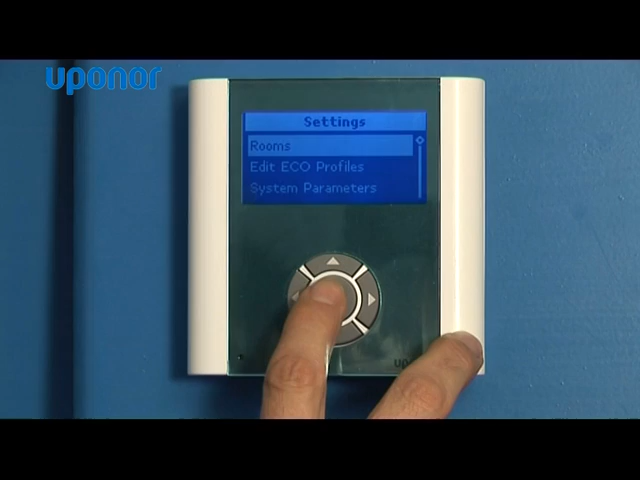 uponor
Settings
Rooms
Edit ECO Profiles
System Parameters